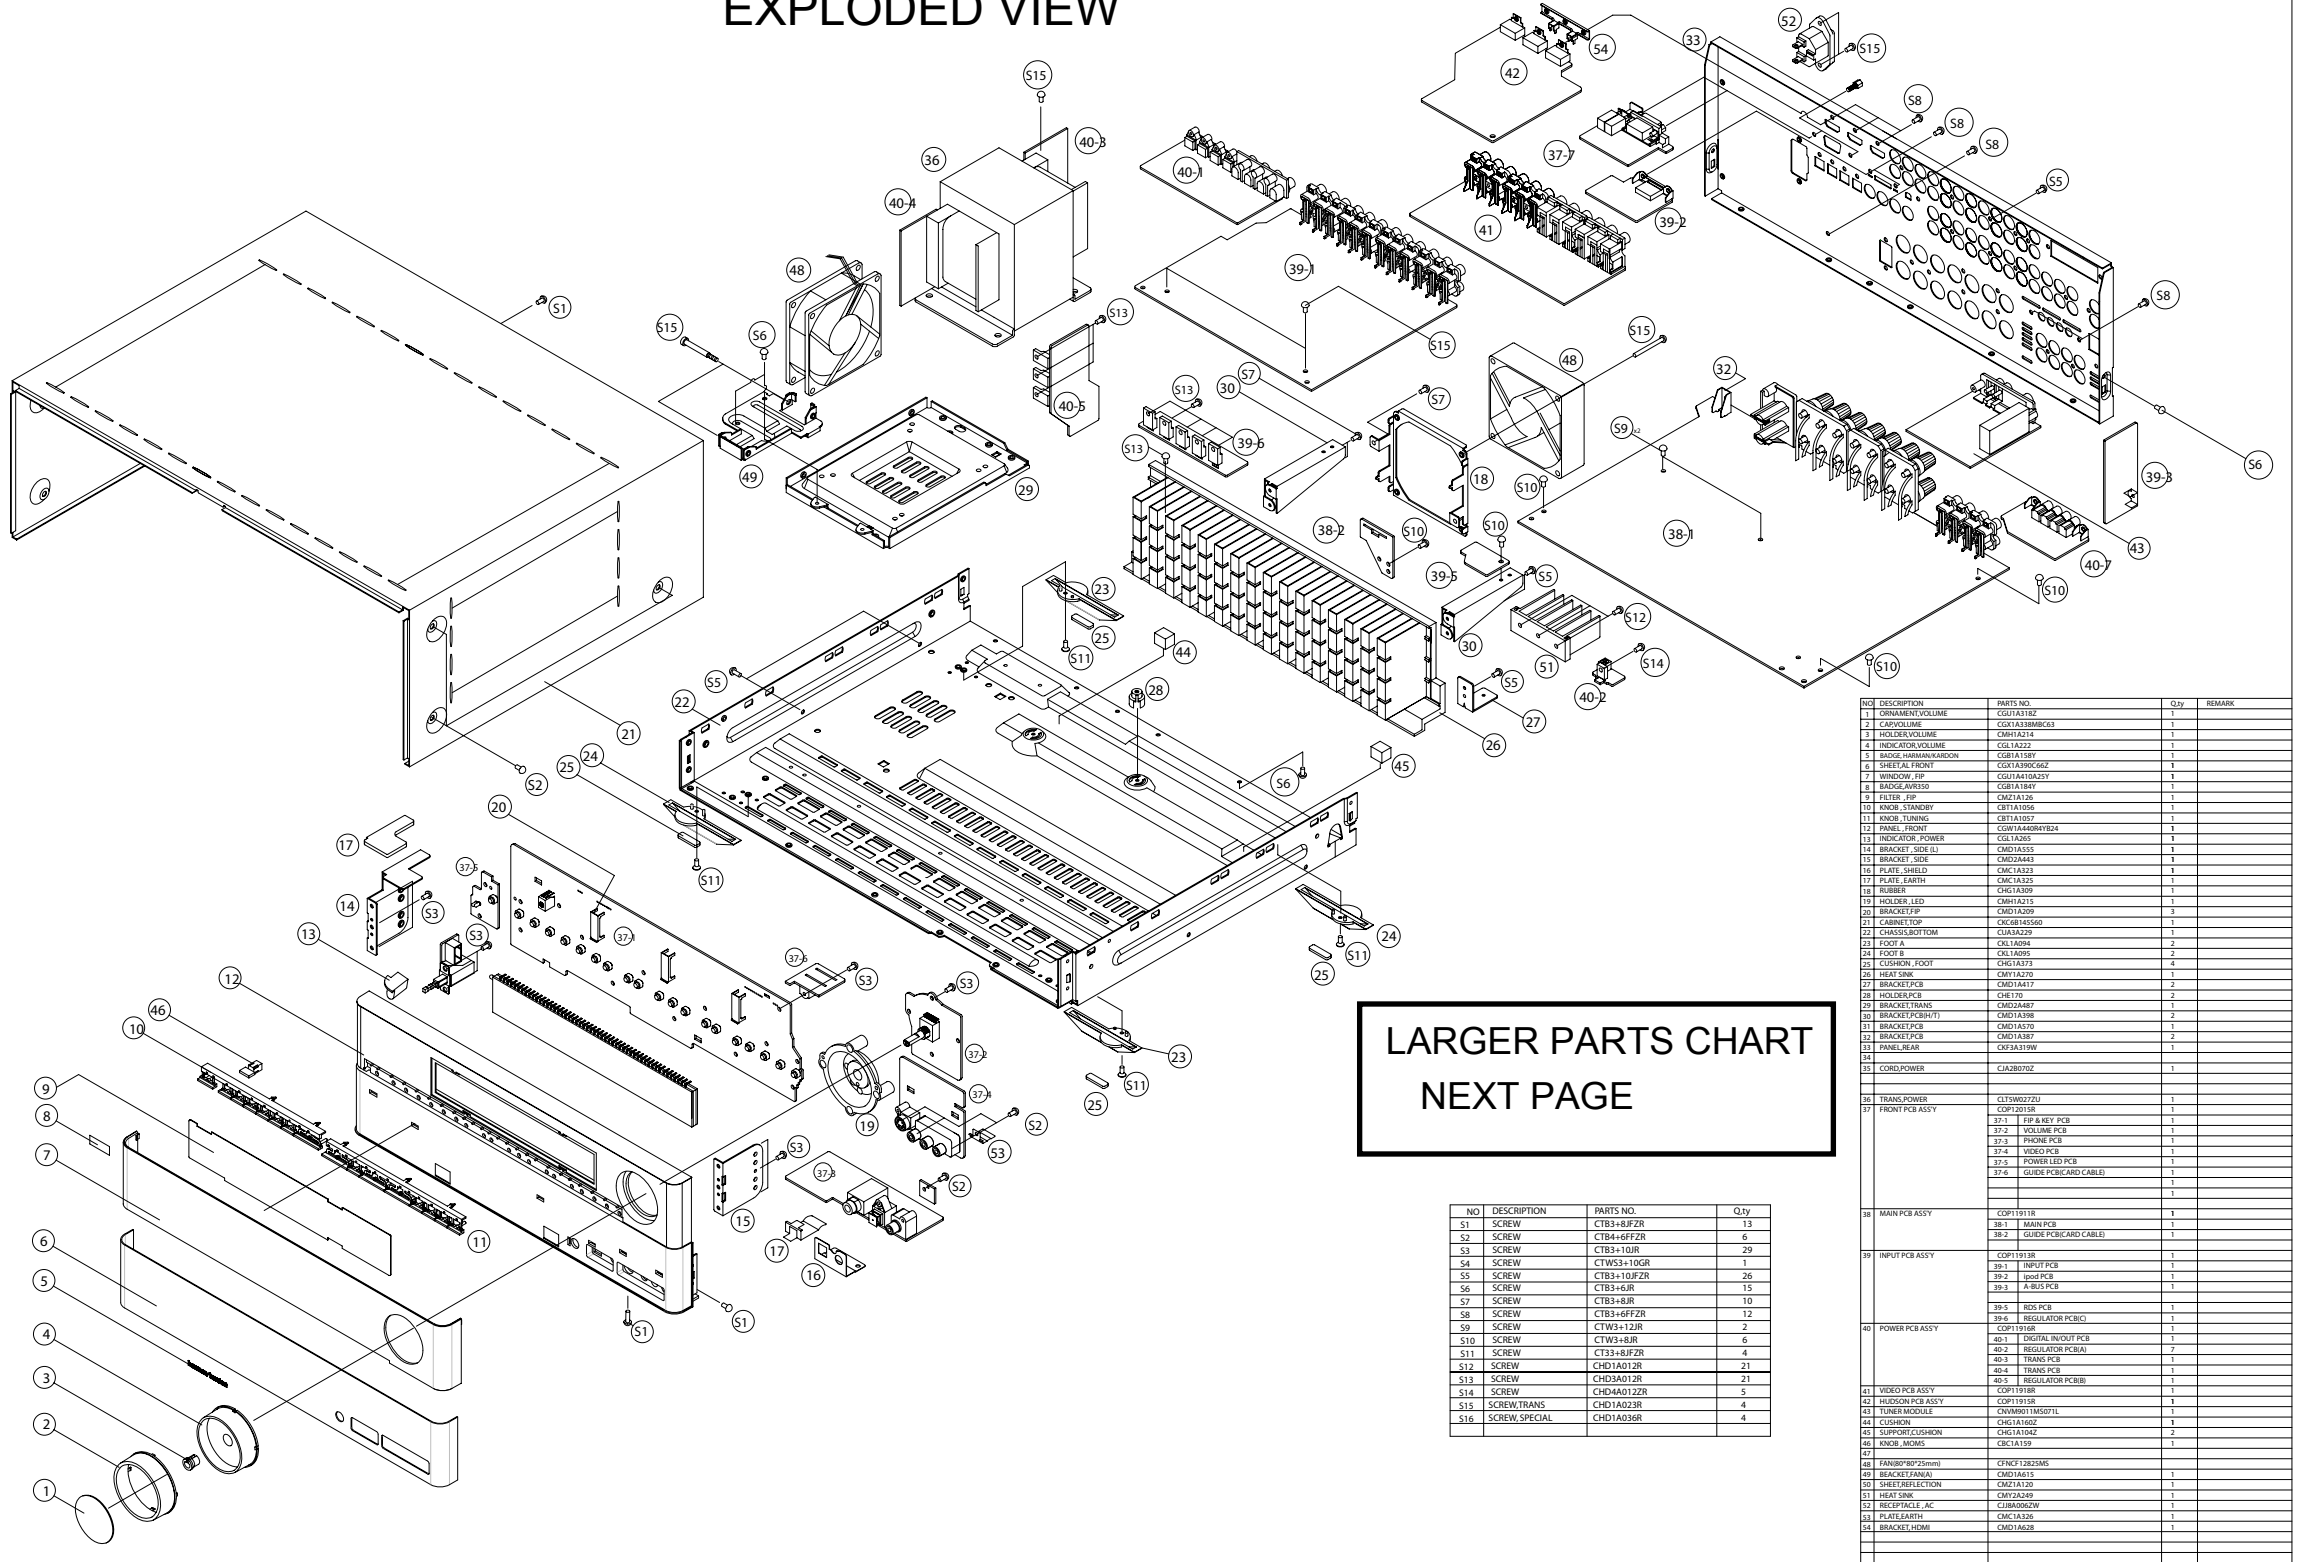 EXPLODED VIEW
LARGER PARTS CHART
NEXT PAGE
NO DESCRIPTION PARTS NO. Q,ty
S1 SCREW CTB3+8JFZR 13
S2 SCREW CTB4+6FFZR 6
S3 SCREW CTB3+10JR 29
S4 SCREW CTWS3+10GR 1
S5 SCREW CTB3+10JFZR 26
S6 SCREW CTB3+6JR 15
S7 SCREW CTB3+8JR 10
S8 SCREW CTB3+6FFZR 12
S9 SCREW CTW3+12JR 2
S10 SCREW CTW3+8JR 6
S11 SCREW CT33+8JFZR 4
S12 SCREW CHD1A012R 21
S13 SCREW CHD3A012R 21
S14 SCREW CHD4A012ZR 5
S15 SCREW,TRANS CHD1A023R 4
S16 SCREW, SPECIAL CHD1A036R 4
NO DESCRIPTION PARTS NO. Q,ty REMARK
1 ORNAMENT,VOLUME CGU1A318Z 1
2 CAP,VOLUME CGX1A338MBC63 1
3 HOLDER,VOLUME CMH1A214 1
4 INDICATOR,VOLUME CGL1A222 1
5 BADGE, HARMAN/KARDON CGB1A158Y 1
6 SHEET,AL FRONT CGX1A390C66Z 1
7 WINDOW , FIP CGU1A410A25Y 1
8 BADGE,AVR350 CGB1A184Y 1
9 FILTER , FIP CMZ1A126 1
10 KNOB , STANDBY CBT1A1056 1
11 KNOB , TUNING CBT1A1057 1
12 PANEL , FRONT CGW1A440R4YB24 1
13 INDICATOR , POWER CGL1A265 1
14 BRACKET , SIDE (L) CMD1A555 1
15 BRACKET , SIDE CMD2A443 1
16 PLATE , SHIELD CMC1A323 1
17 PLATE , EARTH CMC1A325 1
18 RUBBER CHG1A309 1
19 HOLDER , LED CMH1A215 1
20 BRACKET,FIP CMD1A209 3
21 CABINET,TOP CKC6B145S60 1
22 CHASSIS,BOTTOM CUA3A229 1
23 FOOT A CKL1A094 2
24 FOOT B CKL1A095 2
25 CUSHION , FOOT CHG1A373 4
26 HEAT SINK CMY1A270 1
27 BRACKET,PCB CMD1A417 2
28 HOLDER,PCB CHE170 2
29 BRACKET,TRANS CMD2A487 1
30 BRACKET,PCB(H/T) CMD1A398 2
31 BRACKET,PCB CMD1A570 1
32 BRACKET,PCB CMD1A387 2
33 PANEL,REAR CKF3A319W 1
34
35 CORD,POWER CJA2B070Z 1
36 TRANS,POWER CLT5W027ZU 1
37 FRONT PCB ASS'Y COP12015R 1
37-1 FIP & KEY PCB 1
37-2 VOLUME PCB 1
37-3 PHONE PCB 1
37-4 VIDEO PCB 1
37-5 POWER LED PCB 1
37-6 GUIDE PCB(CARD CABLE) 1
1
1
38 MAIN PCB ASS'Y COP11911R 1
38-1 MAIN PCB 1
38-2 GUIDE PCB(CARD CABLE) 1
39 INPUT PCB ASS'Y COP11913R 1
39-1 INPUT PCB 1
39-2 ipod PCB 1
39-3 A-BUS PCB 1
39-5 RDS PCB 1
39-6 REGULATOR PCB(C) 1
40 POWER PCB ASS'Y COP11916R 1
40-1 DIGITAL IN/OUT PCB 1
40-2 REGULATOR PCB(A) 7
40-3 TRANS PCB 1
40-4 TRANS PCB 1
40-5 REGULATOR PCB(B) 1
41 VIDEO PCB ASS'Y COP11918R 1
42 HUDSON PCB ASS'Y COP11915R 1
43 TUNER MODULE CNVM9011MS071L 1
44 CUSHION CHG1A160Z 1
45 SUPPORT,CUSHION CHG1A104Z 2
46 KNOB , MOMS CBC1A159 1
47
48 FAN(80*80*25mm) CFNCF12825MS
49 BEACKET,FAN(A) CMD1A615 1
50 SHEET,REFLECTION CMZ1A120 1
51 HEAT SINK CMY2A249 1
52 RECEPTACLE , AC CJJ8A006ZW 1
53 PLATE,EARTH CMC1A326 1
54 BRACKET, HDMI CMD1A628 1